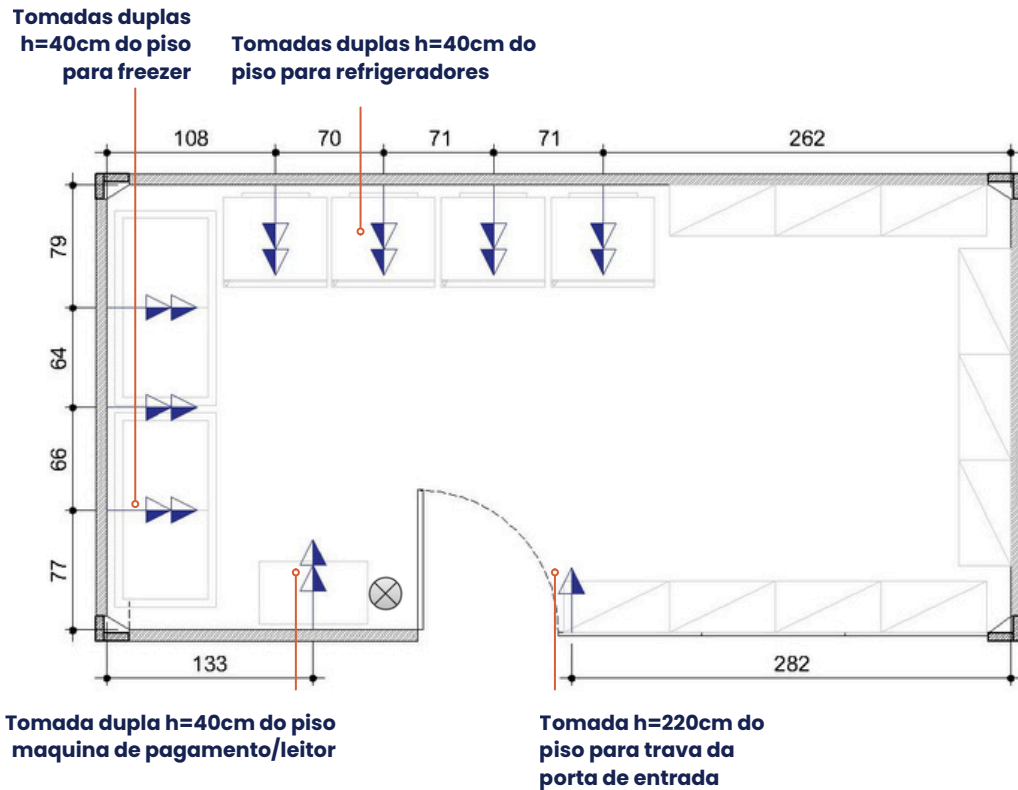 Tomadas duplas
h=40cm do piso
para freezer
Tomadas duplas h=40cm do
piso para refrigeradores
108
70
71
71
262
79
64
66
77
133
282
Tomada dupla h=40cm do piso
maquina de pagamento/leitor
Tomada h=220cm do
piso para trava da
porta de entrada